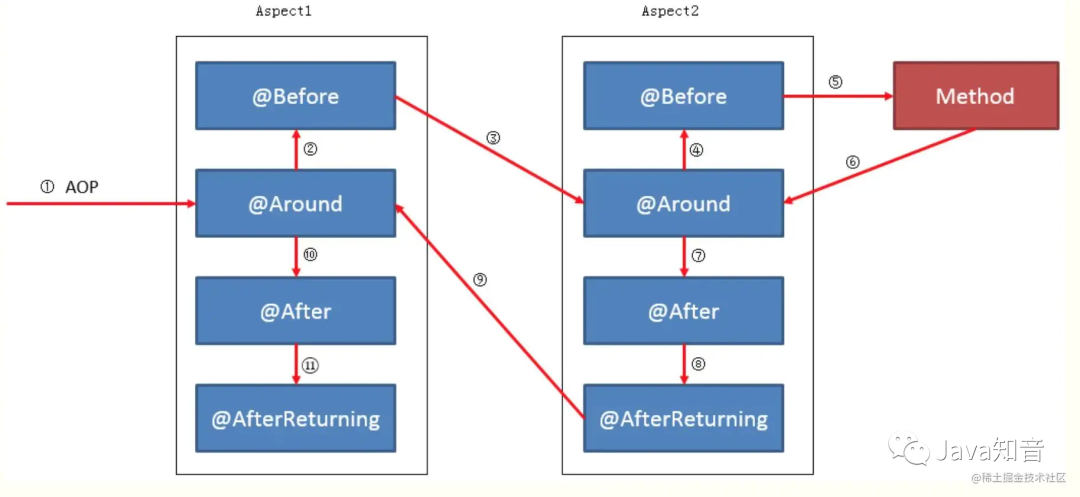 Aspect1
Aspect2
@Before
@Before
⑤
Method
②
③
④
⑥
① AOP
@Around
@Around
⑩
⑨
⑦
@After
@After
⑪
⑧
@AfterReturning
@AfterReturning
Java知音
@稀土掘金技术社区